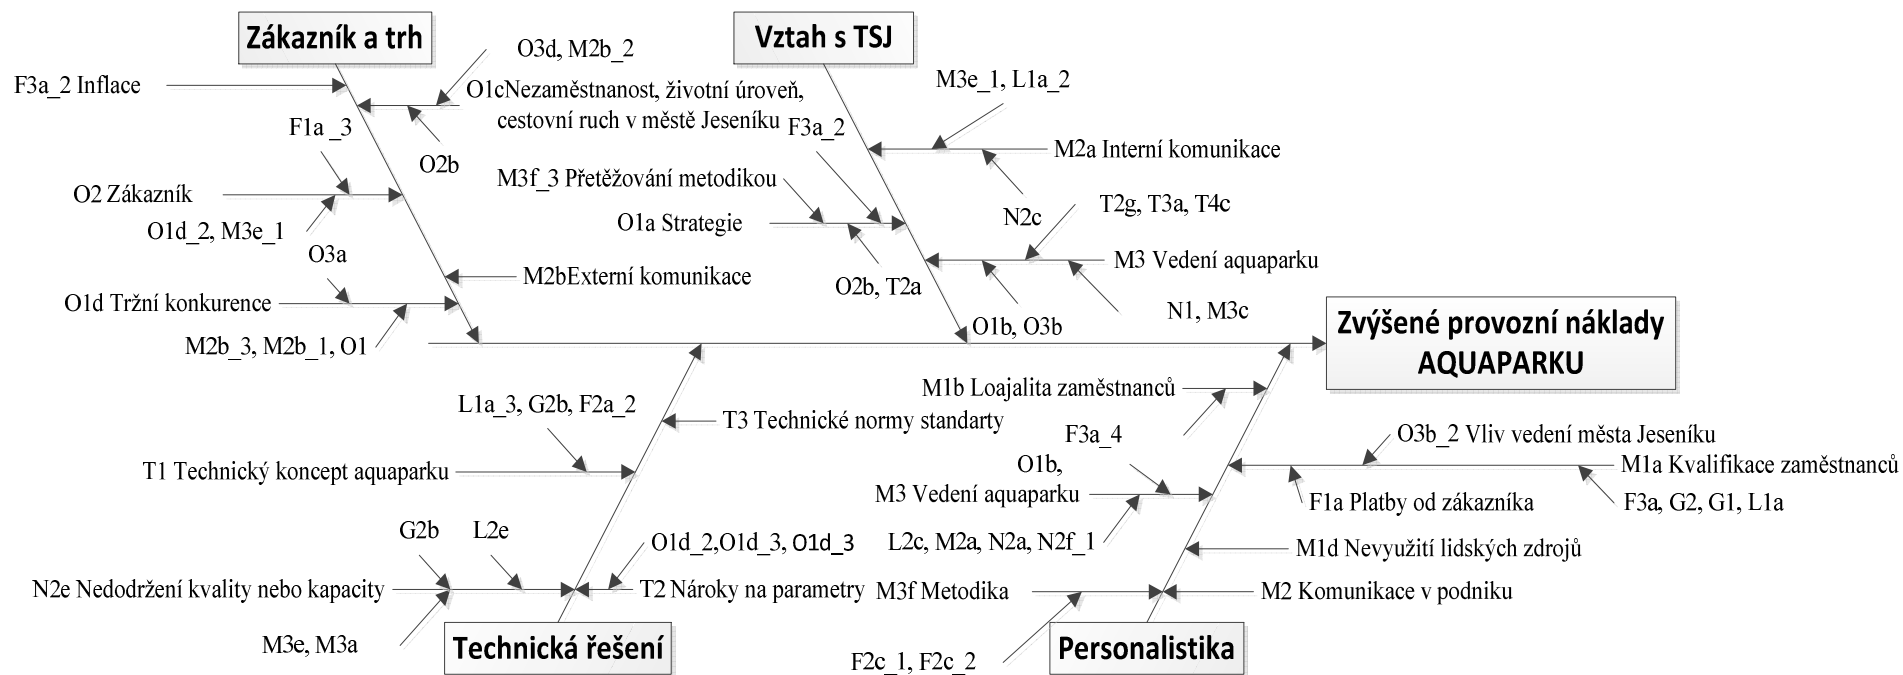 Zákazník a trh
Vztah s TSJ
O3d, M2b_2
F3a_2 Inflace
M3e_1, L1a_2
O1cNezaměstnanost, životní úroveň,
cestovní ruch v městě Jeseníku
F1a _3
F3a_2
O2b
M2a Interní komunikace
M3f_3 Přetěžování metodikou
O2 Zákazník
T2g, T3a, T4c
N2c
O1a Strategie
O1d_2, M3e_1
O3a
M2bExterní komunikace
M3 Vedení aquaparku
O2b, T2a
O1d Tržní konkurence
N1, M3c
O1b, O3b
M2b_3, M2b_1, O1
Zvýšené provozní náklady
AQUAPARKU
M1b Loajalita zaměstnanců
L1a_3, G2b, F2a_2
T3 Technické normy standarty
F3a_4
O3b_2 Vliv vedení města Jeseníku
T1 Technický koncept aquaparku
O1b,
M1a Kvalifikace zaměstnanců
M3 Vedení aquaparku
F1a Platby od zákazníka
F3a, G2, G1, L1a
G2b
L2e
O1d_2,O1d_3, O1d_3
L2c, M2a, N2a, N2f_1
M1d Nevyužití lidských zdrojů
N2e Nedodržení kvality nebo kapacity
T2 Nároky na parametry
M3f Metodika
M2 Komunikace v podniku
M3e, M3a
Technická řešení
Personalistika
F2c_1, F2c_2